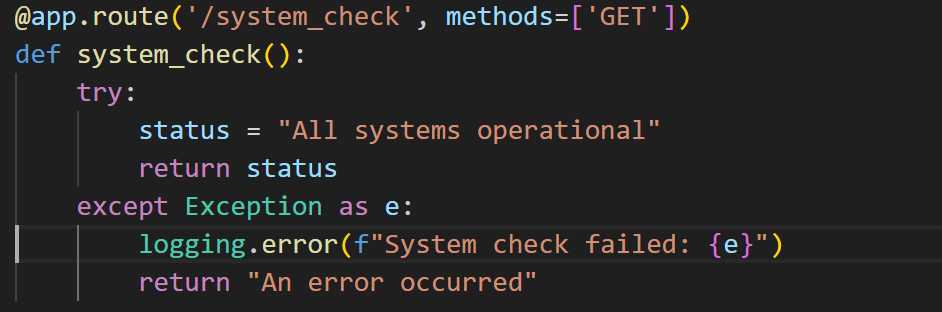 @app.route('/system_check', methods=['GET'])
def system_check():
    try:
        status = "All systems operational"
        return status
    except Exception as e:
        logging.error(f"System check failed: {e}")
        return "An error occurred"